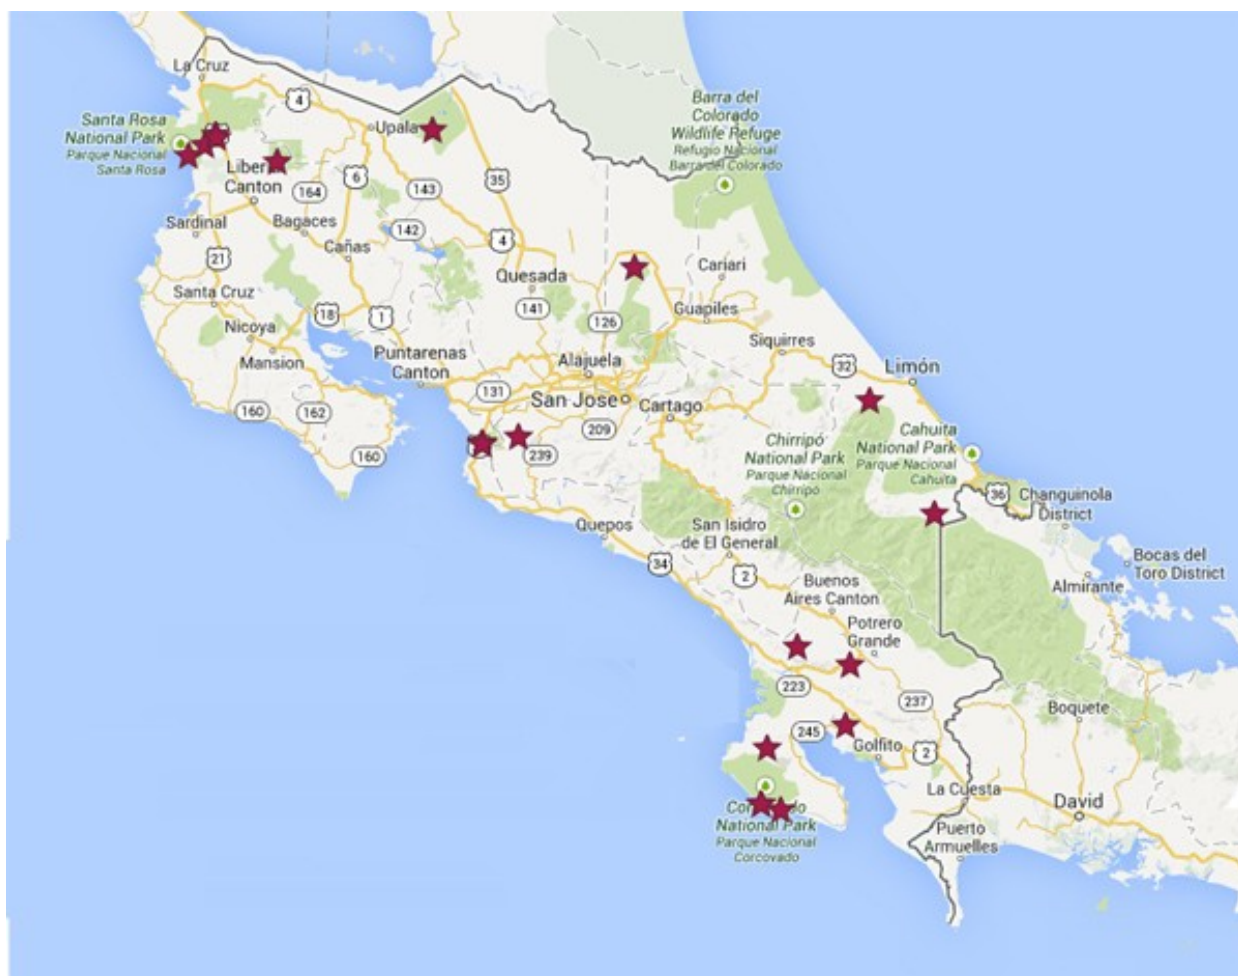 La Cruz
4
Santa Rosa
National Park
Parque Nacional
Santa Rosa
Upala
Barra del
Colorado
Wildlife Refuge
Refugio Nacional
Barra del Colorado
Canton
164
6
143
35
Sardinal
Bagaces
142
4
21
Cañas
Cariari
Quesada
Santa Cruz
141
Guapiles
18
1
126
Nicoya
Siquirres
Mansion
Puntarenas
Canton
Alajuela
32
Limón
131
San Jose
Cartago
160
162
209
160
239
Chirripó
National Park
Parque Nacional
Chirripo
Cahuita
National Park
Parque Nacional
Cahuita
36
Changuinola
District
Quepos
San Isidro
de El General
34
2
Bocas del
Toro District
Almirante
Buenos
Aires Canton
Potrero
Grande
223
237
Boquete
245
Golfito
2
La Cuesta
David
National Park
Parque Nacional
Corcovado
Puerto
Armuelles